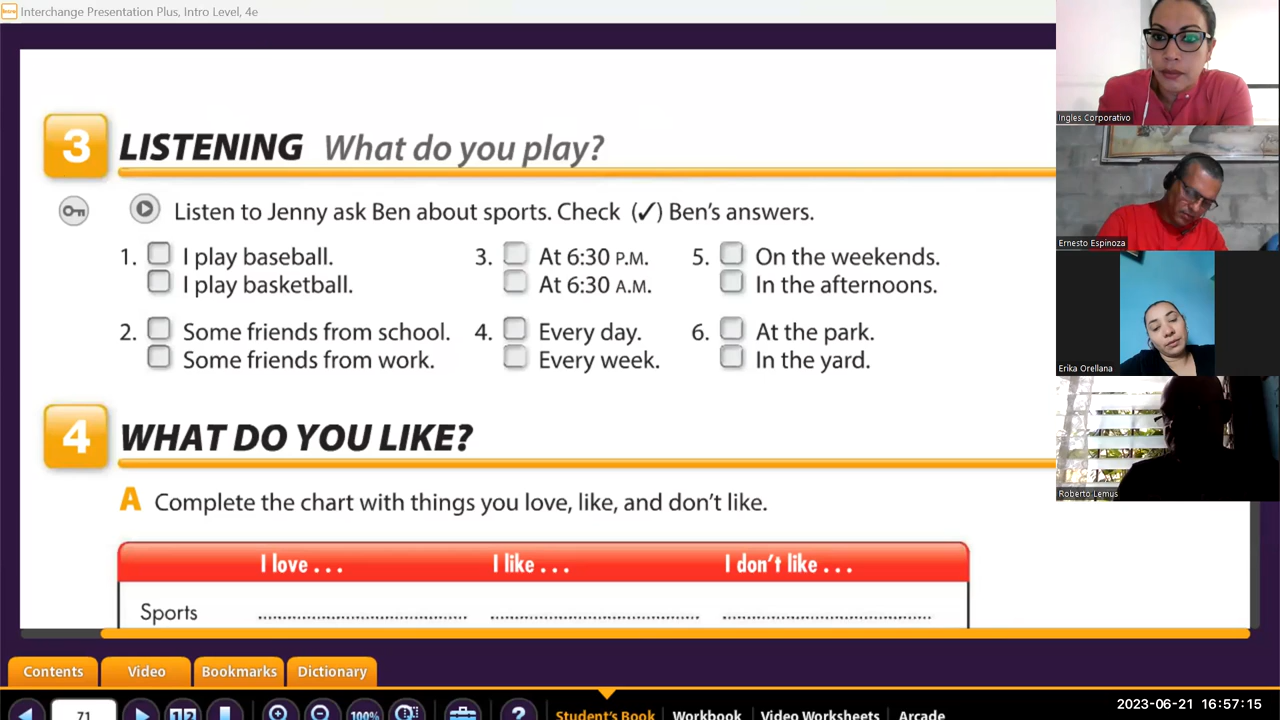 Interchange Presentation Plus, Intro Level, 4e
3 LISTENING What do you play?
Listen to Jenny ask Ben about sports. Check (✓) Ben's answers.
1. I play baseball.
I play basketball.
2. Some friends from school.
Some friends from work.
3. At 6:30 P.M.
At 6:30 A.M.
4. Every day.
Every week.
5. On the weekends.
In the afternoons.
6. At the park.
In the yard.
4 WHAT DO YOU LIKE?
A Complete the chart with things you love, like, and don't like.
I love . . . I like . . . I don't like . . .
Sports
Ingles Corporativo
Ernesto Espinoza
Erika Orellana
Roberto Lemus
Contents Video Bookmarks Dictionary
71 1 2 100% ? Student's Book Workbook Video Worksheets Arcade
2023-06-21 16:57:15